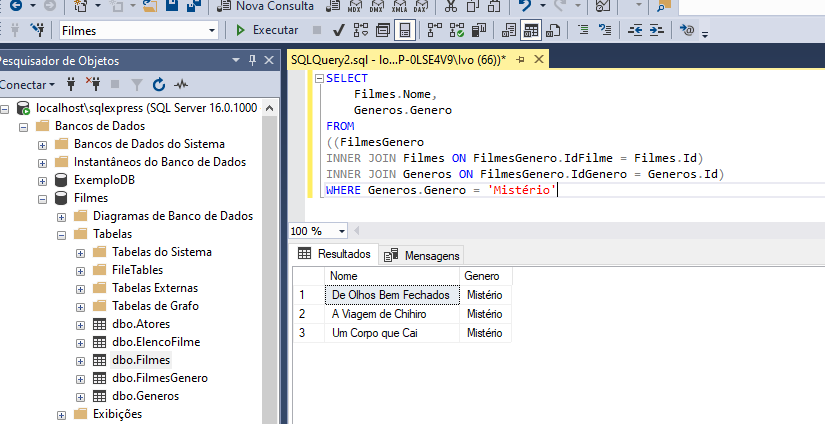 Nova Consulta
MDX DMX XMLA DAX
Filmes
Executar
Pesquisador de Objetos
Conectar
localhost\sqlexpress (SQL Server 16.0.1000
Bancos de Dados
Bancos de Dados do Sistema
Instantâneos do Banco de Dados
ExemploDB
Filmes
Diagramas de Banco de Dados
Tabelas
Tabelas do Sistema
FileTables
Tabelas Externas
Tabelas de Grafo
dbo.Atores
dbo.ElencoFilme
dbo.Filmes
dbo.FilmesGenero
dbo.Generos
Exibições
SQLQuery2.sql - lo...P-0LSE4V9\Ivo (66))*
SELECT
Filmes.Nome,
Generos.Genero
FROM
((FilmesGenero
INNER JOIN Filmes ON FilmesGenero.IdFilme = Filmes.Id)
INNER JOIN Generos ON FilmesGenero.IdGenero = Generos.Id)
WHERE Generos.Genero = 'Mistério'
100 %
Resultados Mensagens
Nome Genero
1 De Olhos Bem Fechados Mistério
2 A Viagem de Chihiro Mistério
3 Um Corpo que Cai Mistério